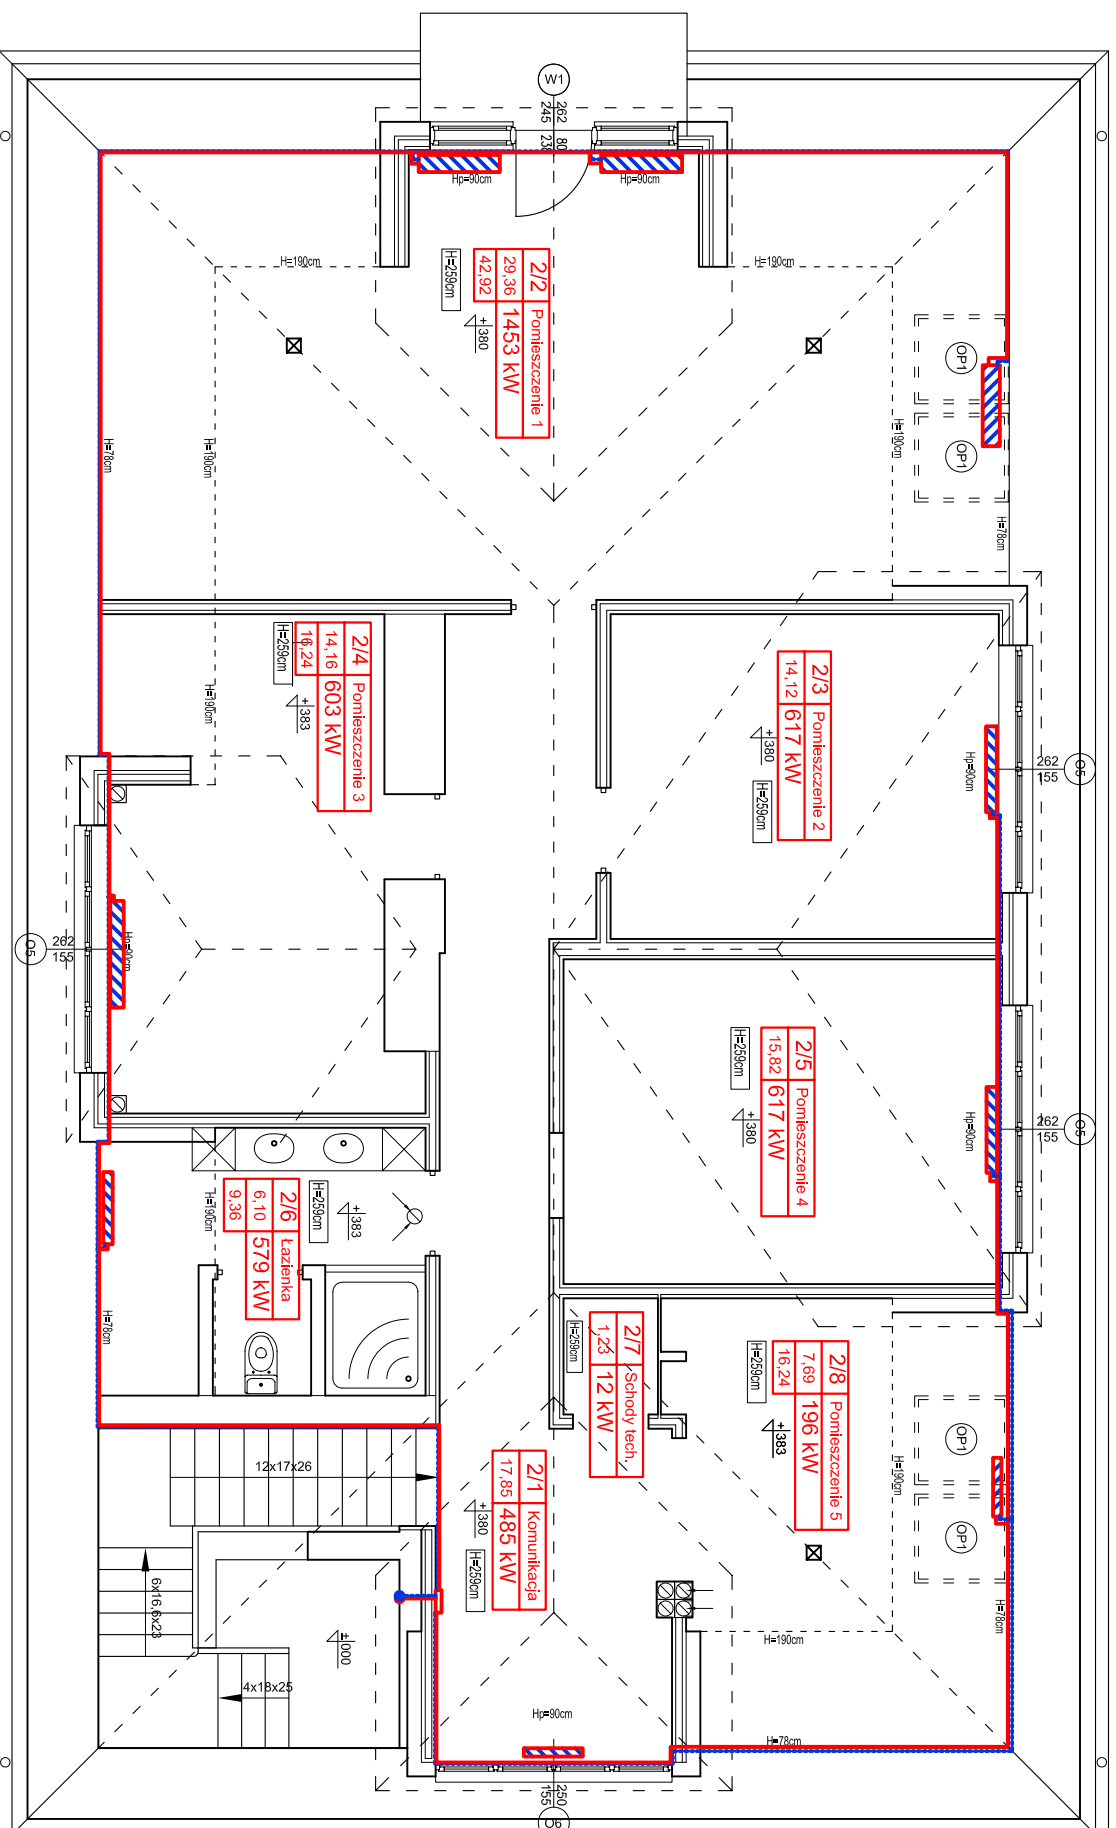 W1
262
245
80
238
Hp=90cm
Hp=90cm
H=190cm
H=190cm
2/2
Pomieszczenie 1
29,36
42,92
1453 kW
H=259cm
+380
OP1
OP1
H=190cm
H=78cm
H=78cm
H=190cm
2/4
Pomieszczenie 3
14,16
16,24
603 kW
H=259cm
+383
H=190cm
2/3
Pomieszczenie 2
14,12
617 kW
+380
H=259cm
Hp=90cm
262
155
O5
O5
262
155
Hp=90cm
2/5
Pomieszczenie 4
15,82
617 kW
H=259cm
+380
Hp=90cm
262
155
O5
2/6
Łazienka
6,10
9,36
579 kW
H=259cm
+383
H=190cm
H=78cm
2/7
Schody tech.
1,23
12 kW
H=259cm
2/8
Pomieszczenie 5
7,69
16,24
196 kW
H=259cm
+383
OP1
OP1
H=190cm
H=78cm
2/1
Komunikacja
17,85
485 kW
+380
H=259cm
12x17x26
6x16,6x23
4x18x25
±000
H=190cm
Hp=90cm
H=78cm
250
155
O6